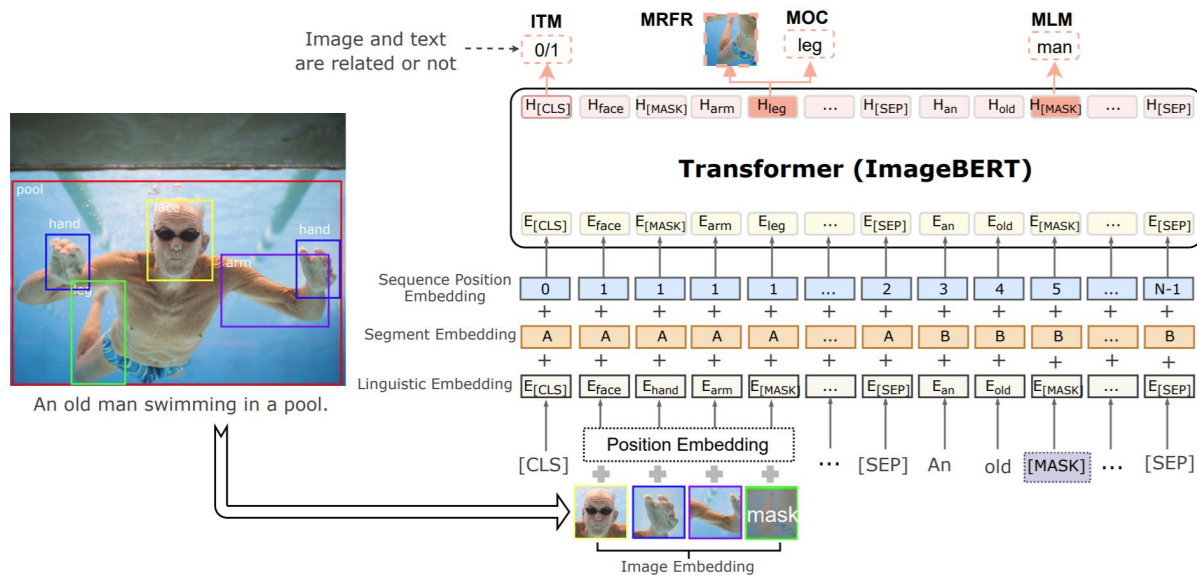 ITM
MRFR
MOC
MLM
Image and text
are related or not
0/1
leg
man
H[CLS] Hface H[MASK] Harm Hleg ... H[SEP] Han Hold H[MASK] ... H[SEP]
Transformer (ImageBERT)
E[CLS] Eface E[MASK] Earm Eleg ... E[SEP] Ean Eold E[MASK] ... E[SEP]
pool
hand
face
hand
arm
leg
An old man swimming in a pool.
Sequence Position
Embedding
0 1 1 1 1 ... 2 3 4 5 ... N-1
+ + + + + + + + + +
Segment Embedding
A A A A A ... A B B B ... B
+ + + + + + + + + +
Linguistic Embedding
E[CLS] Eface Ehand Earm E[MASK] ... E[SEP] Ean Eold E[MASK] ... E[SEP]
Position Embedding
[CLS] ... [SEP] An old [MASK] ... [SEP]
mask
Image Embedding